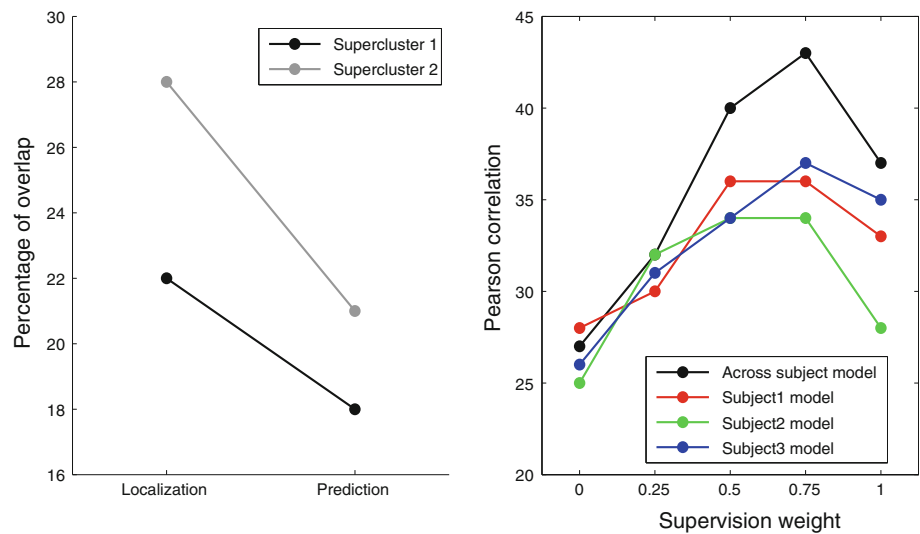 30
28
26
24
22
20
18
16
Percentage of overlap
Supercluster 1
Supercluster 2
Localization
Prediction
45
40
35
30
25
20
Pearson correlation
Across subject model
Subject1 model
Subject2 model
Subject3 model
0
0.25
0.5
0.75
1
Supervision weight